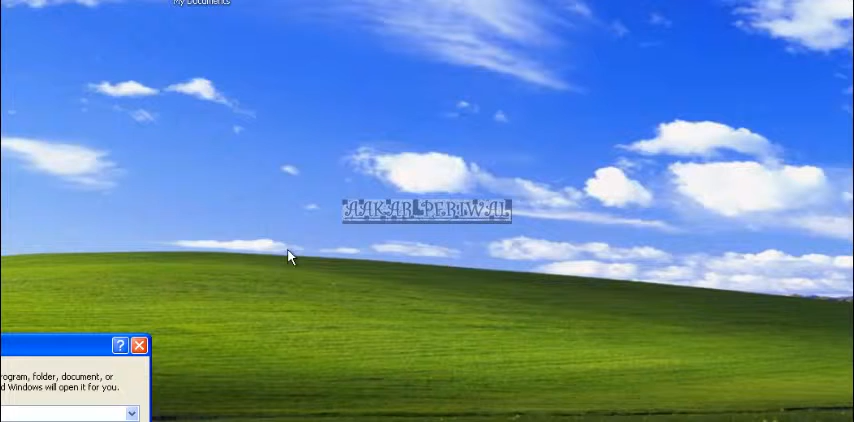 My Documents
AAKAR PERIWAL
rogram, folder, document, or
d Windows will open it for you.